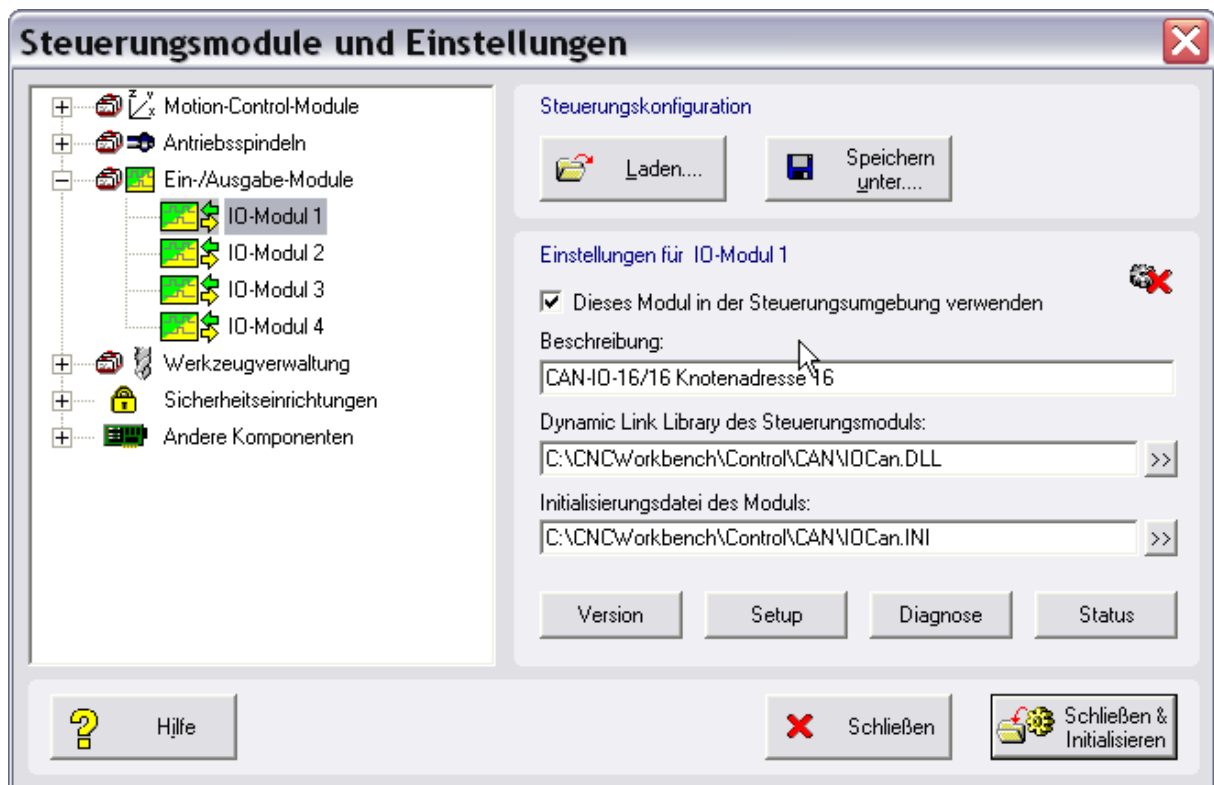 Steuerungsmodule und Einstellungen
z y x Motion-Control-Module
Antriebsspindeln
Ein-/Ausgabe-Module
IO-Modul 1
IO-Modul 2
IO-Modul 3
IO-Modul 4
Werkzeugverwaltung
Sicherheitseinrichtungen
Andere Komponenten
Steuerungskonfiguration
Laden....
Speichern
unter....
Einstellungen für IO-Modul 1
Dieses Modul in der Steuerungsumgebung verwenden
Beschreibung:
CAN-IO-16/16 Knotenadresse 16
Dynamic Link Library des Steuerungsmoduls:
C:\CNCWorkbench\Control\CAN\IOCan.DLL >>
Initialisierungsdatei des Moduls:
C:\CNCWorkbench\Control\CAN\IOCan.INI >>
Version Setup Diagnose Status
? Hilfe
Schließen
Schließen &
Initialisieren